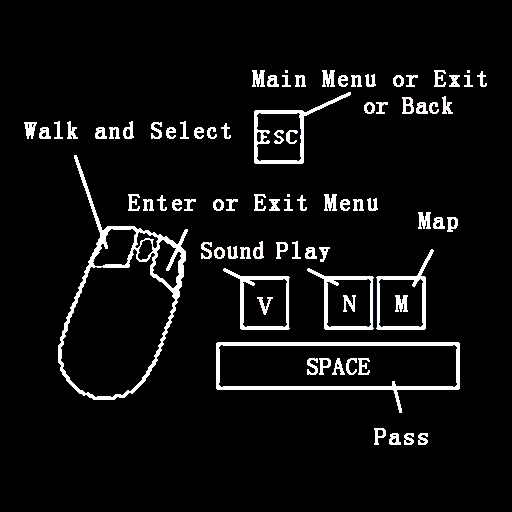 Main Menu or Exit
or Back
ESC
Walk and Select
Enter or Exit Menu
Map
Sound Play
V
N
M
SPACE
Pass